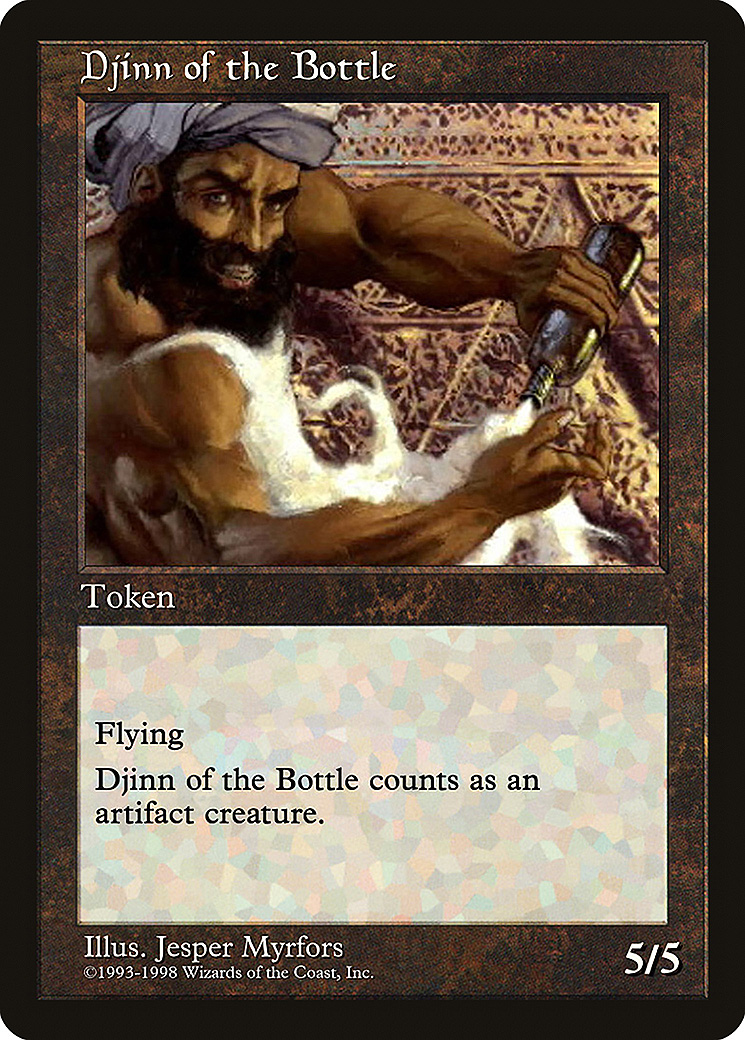 Djinn of the Bottle
Token
Flying
Djinn of the Bottle counts as an
artifact creature.
Illus. Jesper Myrfors
©1993-1998 Wizards of the Coast, Inc.
5/5